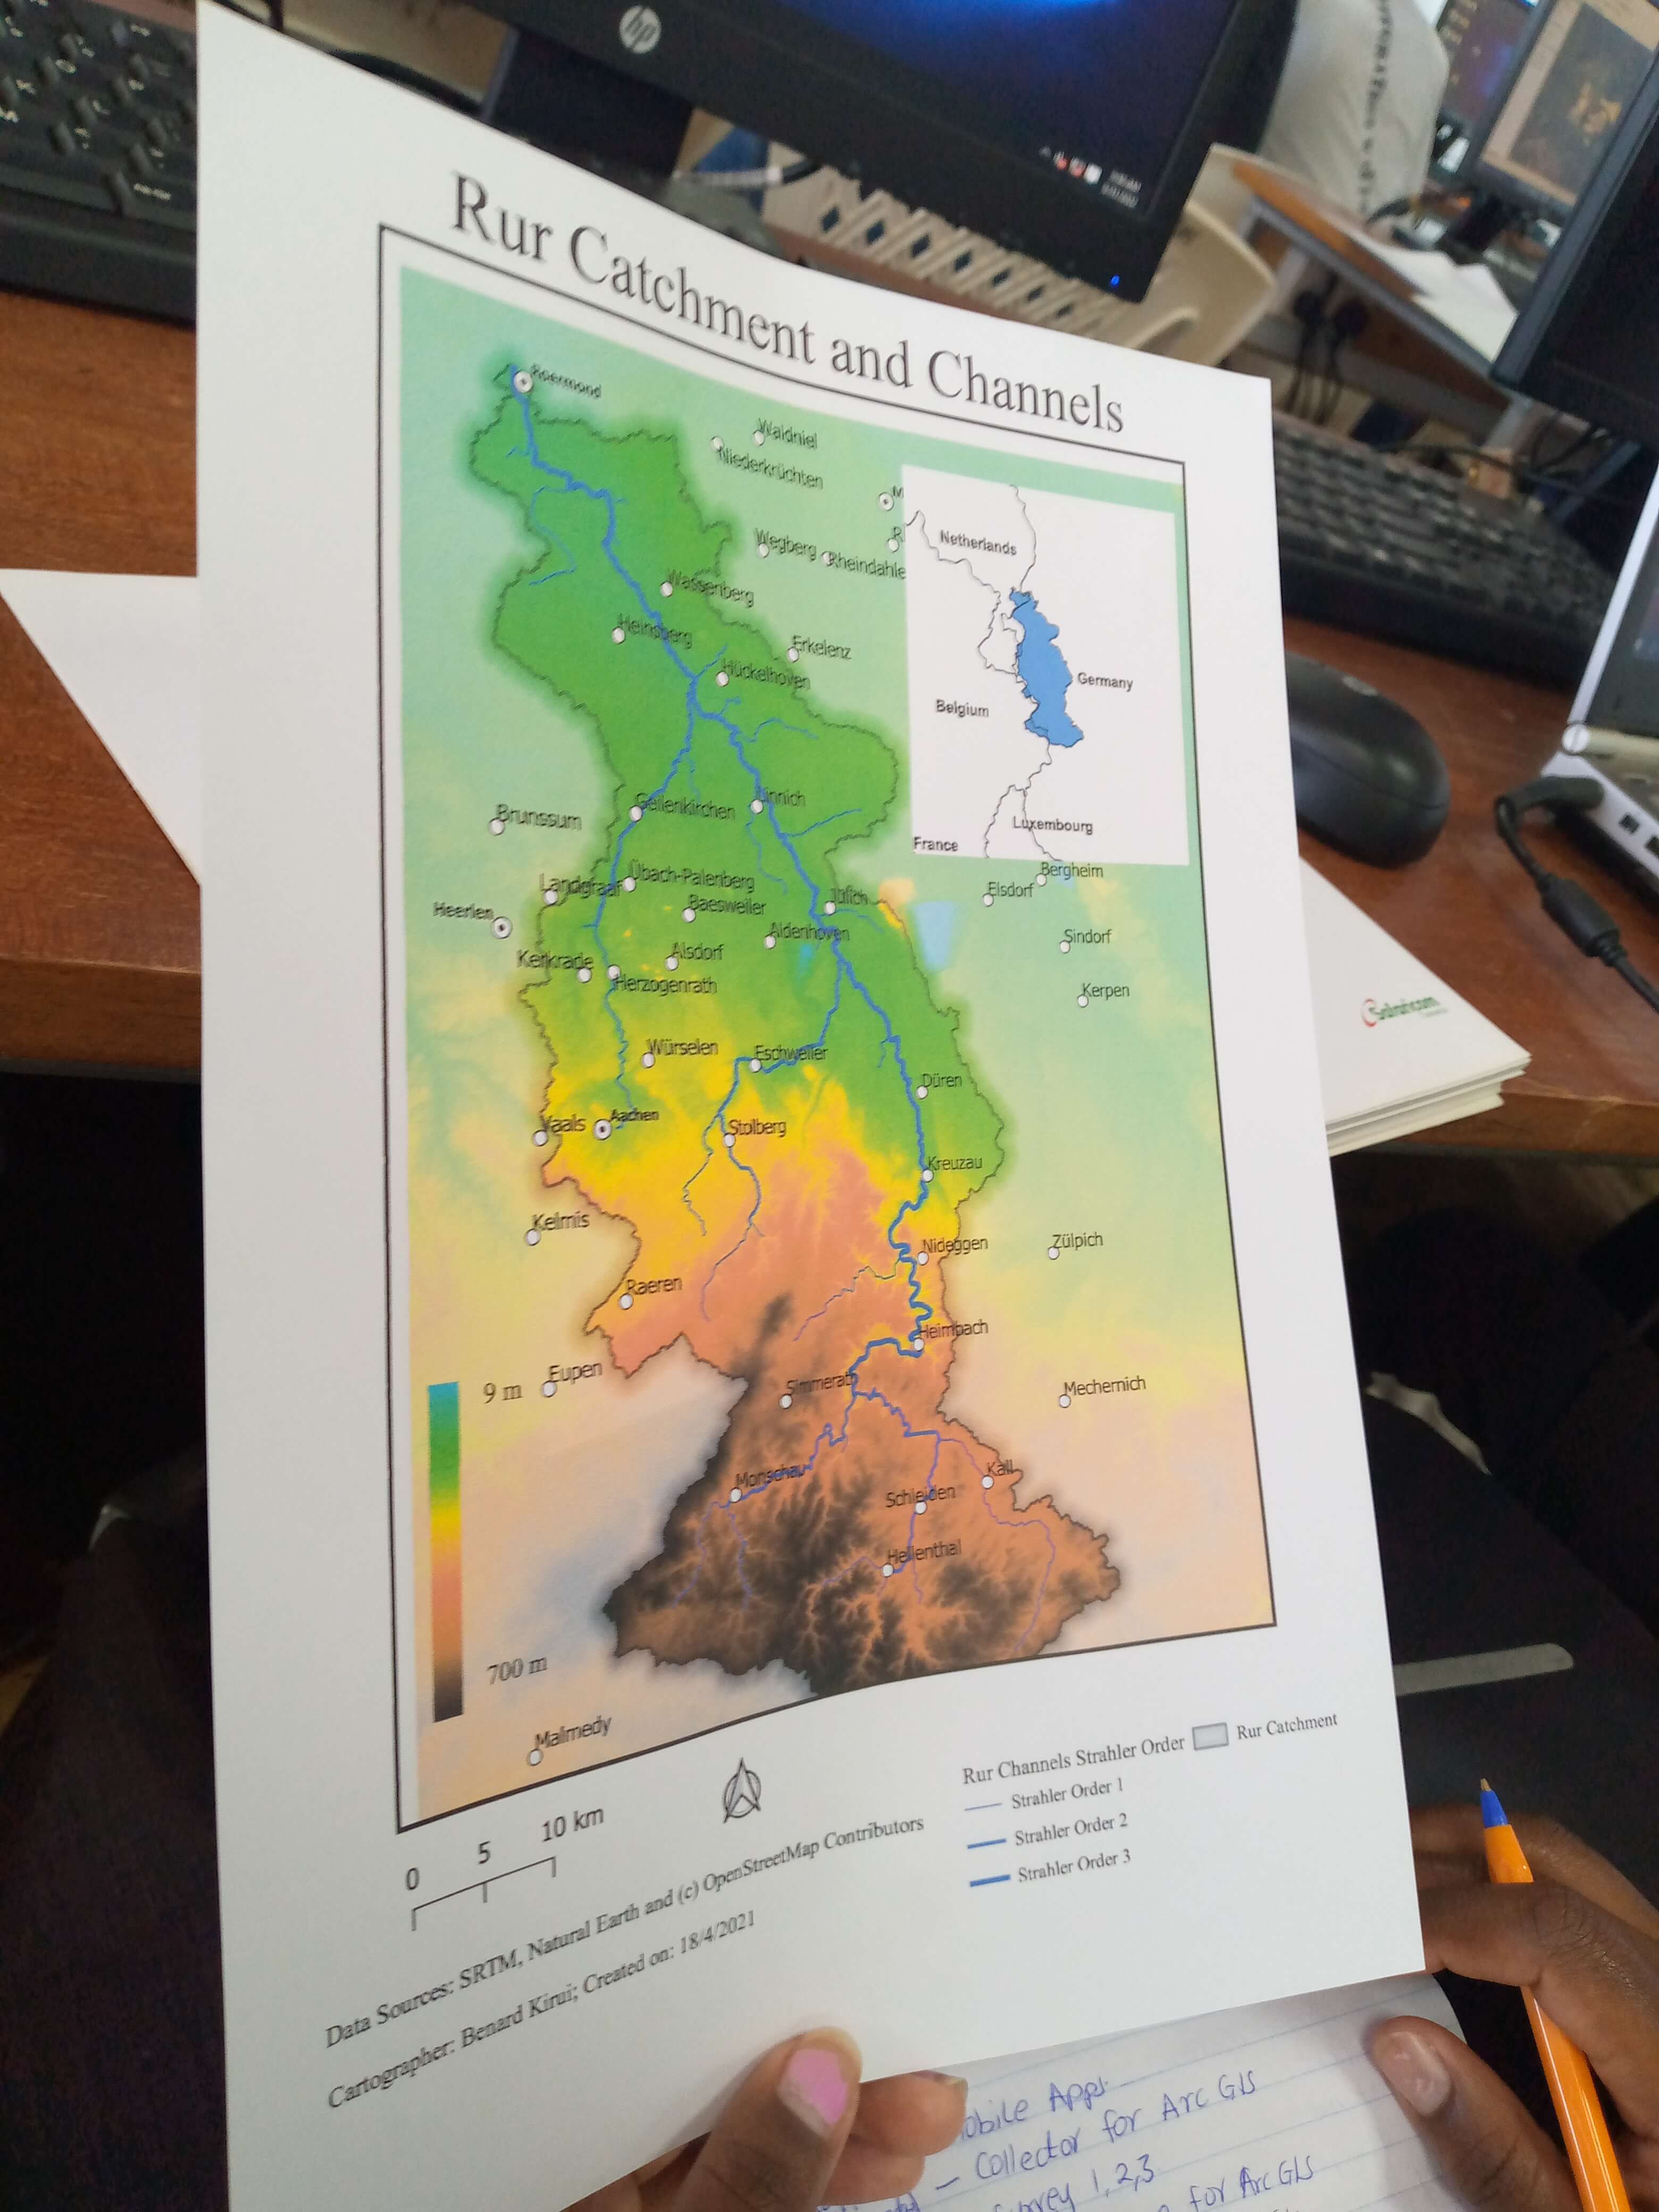 hp
Rur Catchment and Channels
Roermond
Waldniel
Niederkrüchten
M
R
Wegberg
Rheindahle
Netherlands
Wassenberg
Heinsberg
Erkelenz
Hückelhoven
Germany
Belgium
Linnich
Geilenkirchen
Brunssum
Luxembourg
France
Bergheim
Elsdorf
Übach-Palenberg
Landgraaf
Jülich
Baesweiler
Heerlen
Aldenhoven
Sindorf
Alsdorf
Kerkrade
Herzogenrath
Kerpen
Safaricom
Würselen
Eschweiler
Düren
Vaals
Aachen
Stolberg
Kreuzau
Kelmis
Nideggen
Zülpich
Raeren
Heimbach
Eupen
9 m
Simmerath
Mechernich
Monschau
Kall
Schleiden
Hellenthal
700 m
Malmedy
0 5 10 km
Rur Channels Strahler Order
Strahler Order 1
Strahler Order 2
Strahler Order 3
Rur Catchment
Data Sources: SRTM, Natural Earth and (c) OpenStreetMap Contributors
Cartographer: Benard Kirui; Created on: 18/4/2021
obile Apps
- Collector for Arc GIS
1,2,3
for Arc GIS